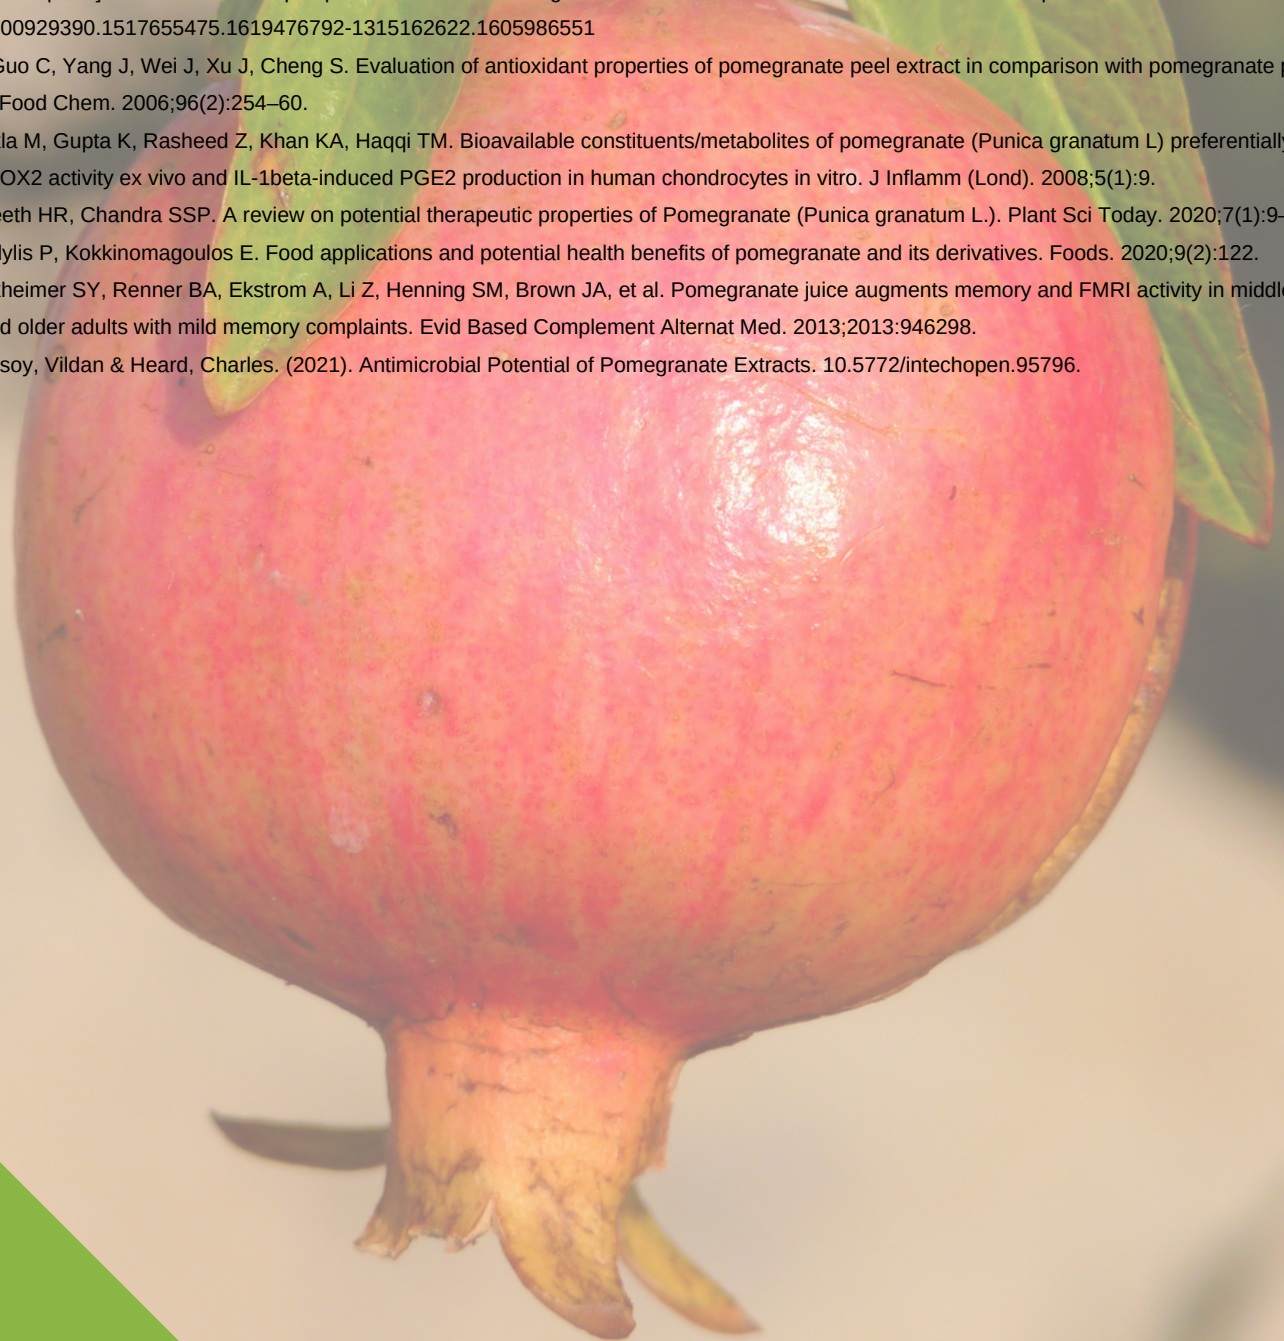 00929390.1517655475.1619476792-1315162622.1605986551
Guo C, Yang J, Wei J, Xu J, Cheng S. Evaluation of antioxidant properties of pomegranate peel extract in comparison with pomegranate
Food Chem. 2006;96(2):254–60.
la M, Gupta K, Rasheed Z, Khan KA, Haqqi TM. Bioavailable constituents/metabolites of pomegranate (Punica granatum L) preferentially
OX2 activity ex vivo and IL-1beta-induced PGE2 production in human chondrocytes in vitro. J Inflamm (Lond). 2008;5(1):9.
eeth HR, Chandra SSP. A review on potential therapeutic properties of Pomegranate (Punica granatum L.). Plant Sci Today. 2020;7(1):9–
lylis P, Kokkinomagoulos E. Food applications and potential health benefits of pomegranate and its derivatives. Foods. 2020;9(2):122.
heimer SY, Renner BA, Ekstrom A, Li Z, Henning SM, Brown JA, et al. Pomegranate juice augments memory and FMRI activity in middle
d older adults with mild memory complaints. Evid Based Complement Alternat Med. 2013;2013:946298.
soy, Vildan & Heard, Charles. (2021). Antimicrobial Potential of Pomegranate Extracts. 10.5772/intechopen.95796.